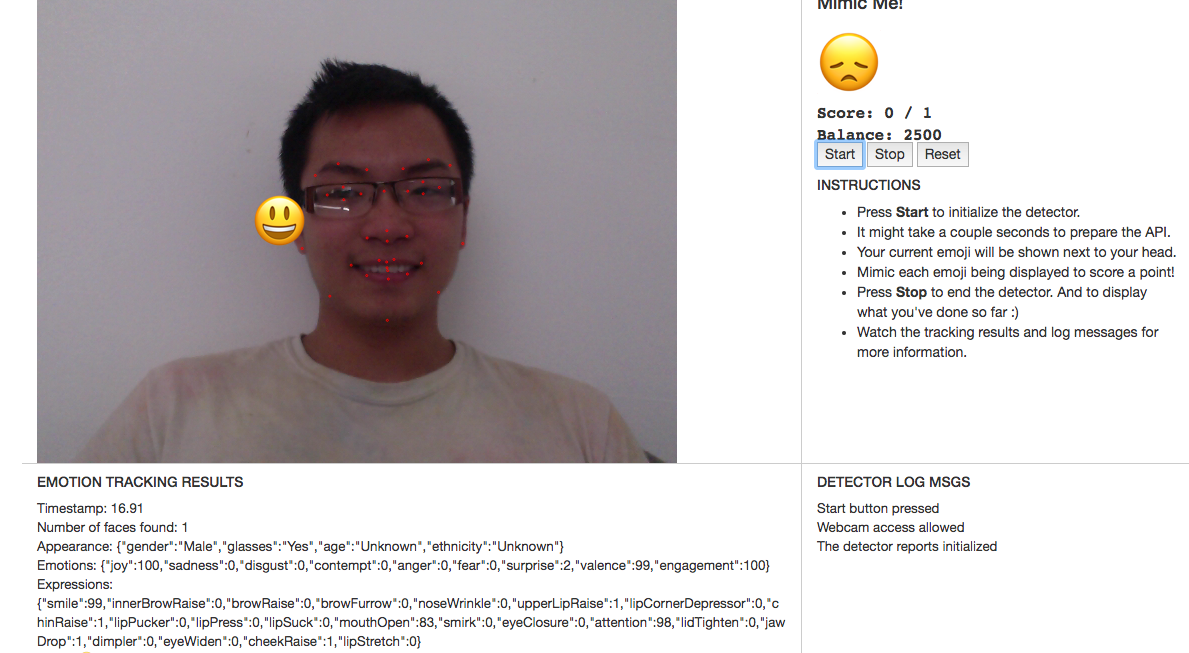 Mimic Me!
Score: 0 / 1
Balance: 2500
Start Stop Reset
INSTRUCTIONS
Press Start to initialize the detector.
It might take a couple seconds to prepare the API.
Your current emoji will be shown next to your head.
Mimic each emoji being displayed to score a point!
Press Stop to end the detector. And to display
what you've done so far :)
Watch the tracking results and log messages for
more information.
EMOTION TRACKING RESULTS
Timestamp: 16.91
Number of faces found: 1
Appearance: {"gender":"Male","glasses":"Yes","age":"Unknown","ethnicity":"Unknown"}
Emotions: {"joy":100,"sadness":0,"disgust":0,"contempt":0,"anger":0,"fear":0,"surprise":2,"valence":99,"engagement":100}
Expressions:
{"smile":99,"innerBrowRaise":0,"browRaise":0,"browFurrow":0,"noseWrinkle":0,"upperLipRaise":1,"lipCornerDepressor":0,"c
hinRaise":1,"lipPucker":0,"lipPress":0,"lipSuck":0,"mouthOpen":83,"smirk":0,"eyeClosure":0,"attention":98,"lidTighten":0,"jaw
Drop":1,"dimpler":0,"eyeWiden":0,"cheekRaise":1,"lipStretch":0}
DETECTOR LOG MSGS
Start button pressed
Webcam access allowed
The detector reports initialized